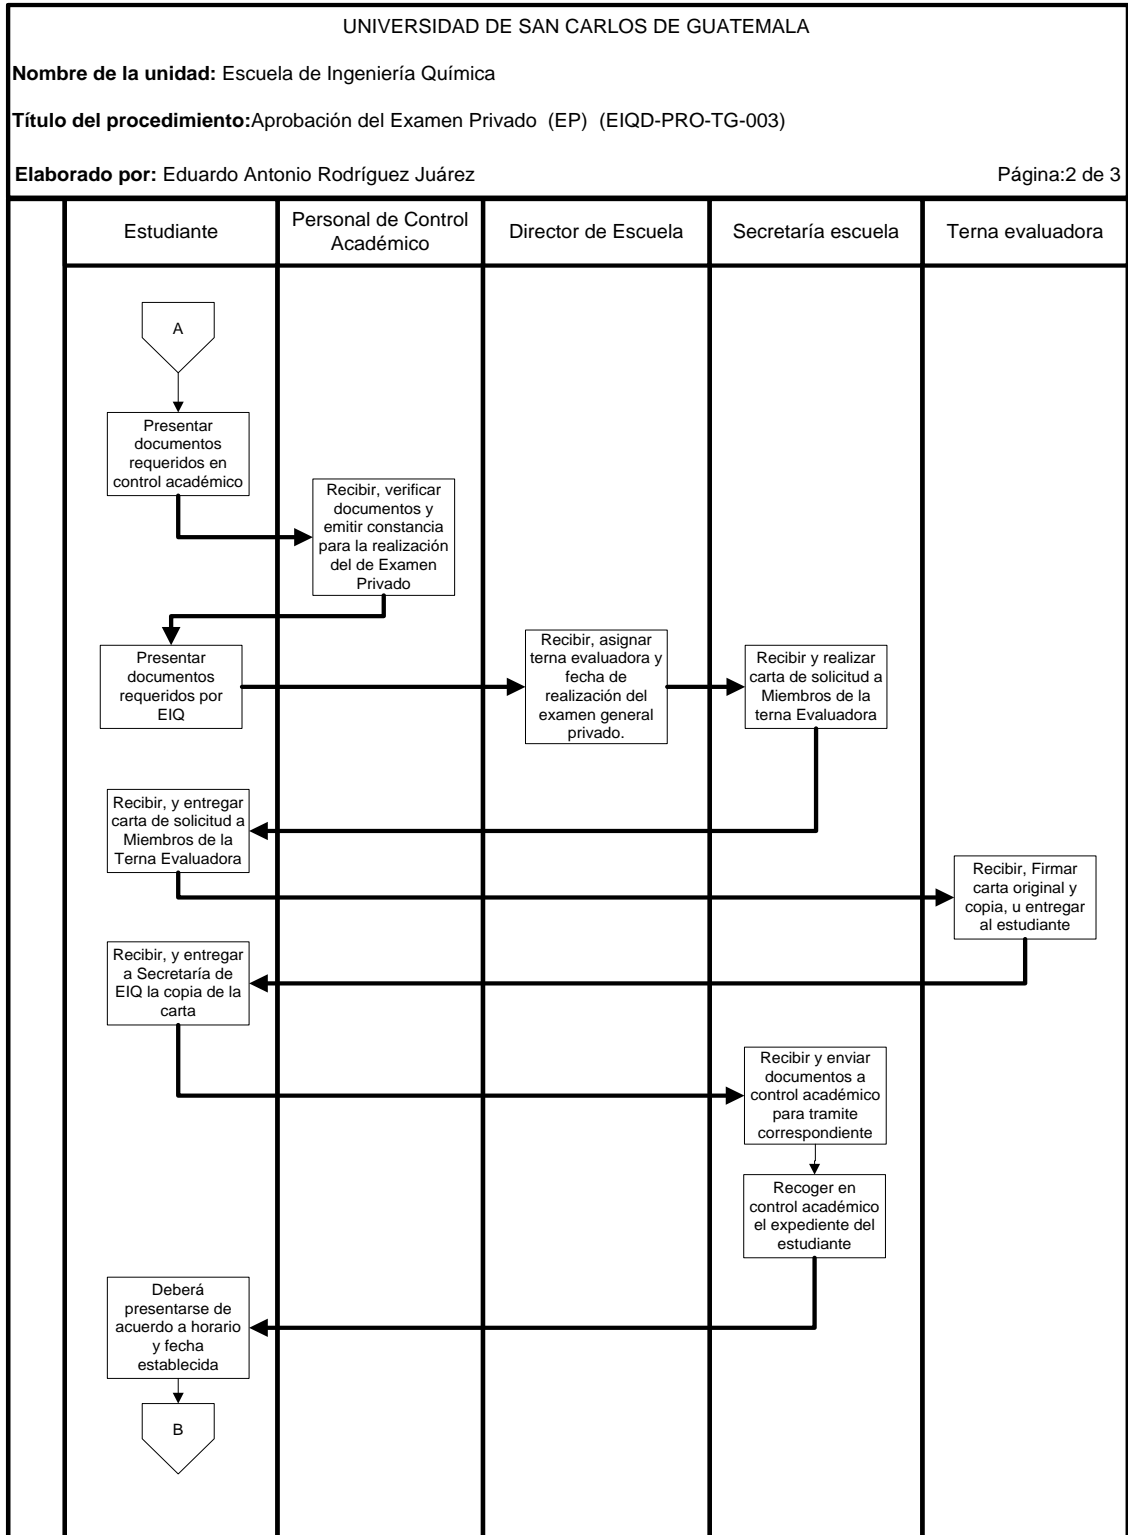 UNIVERSIDAD DE SAN CARLOS DE GUATEMALA
Nombre de la unidad: Escuela de Ingeniería Química
Título del procedimiento:Aprobación del Examen Privado (EP) (EIQD-PRO-TG-003)
Elaborado por: Eduardo Antonio Rodríguez Juárez
Página:2 de 3
Estudiante
Personal de Control
Académico
Director de Escuela
Secretaría escuela
Terna evaluadora
A
Presentar
documentos
requeridos en
control académico
Recibir, verificar
documentos y
emitir constancia
para la realización
del de Examen
Privado
Presentar
documentos
requeridos por
EIQ
Recibir, asignar
terna evaluadora y
fecha de
realización del
examen general
privado.
Recibir y realizar
carta de solicitud a
Miembros de la
terna Evaluadora
Recibir, y entregar
carta de solicitud a
Miembros de la
Terna Evaluadora
Recibir, Firmar
carta original y
copia, u entregar
al estudiante
Recibir, y entregar
a Secretaría de
EIQ la copia de la
carta
Recibir y enviar
documentos a
control académico
para tramite
correspondiente
Recoger en
control académico
el expediente del
estudiante
Deberá
presentarse de
acuerdo a horario
y fecha
establecida
B